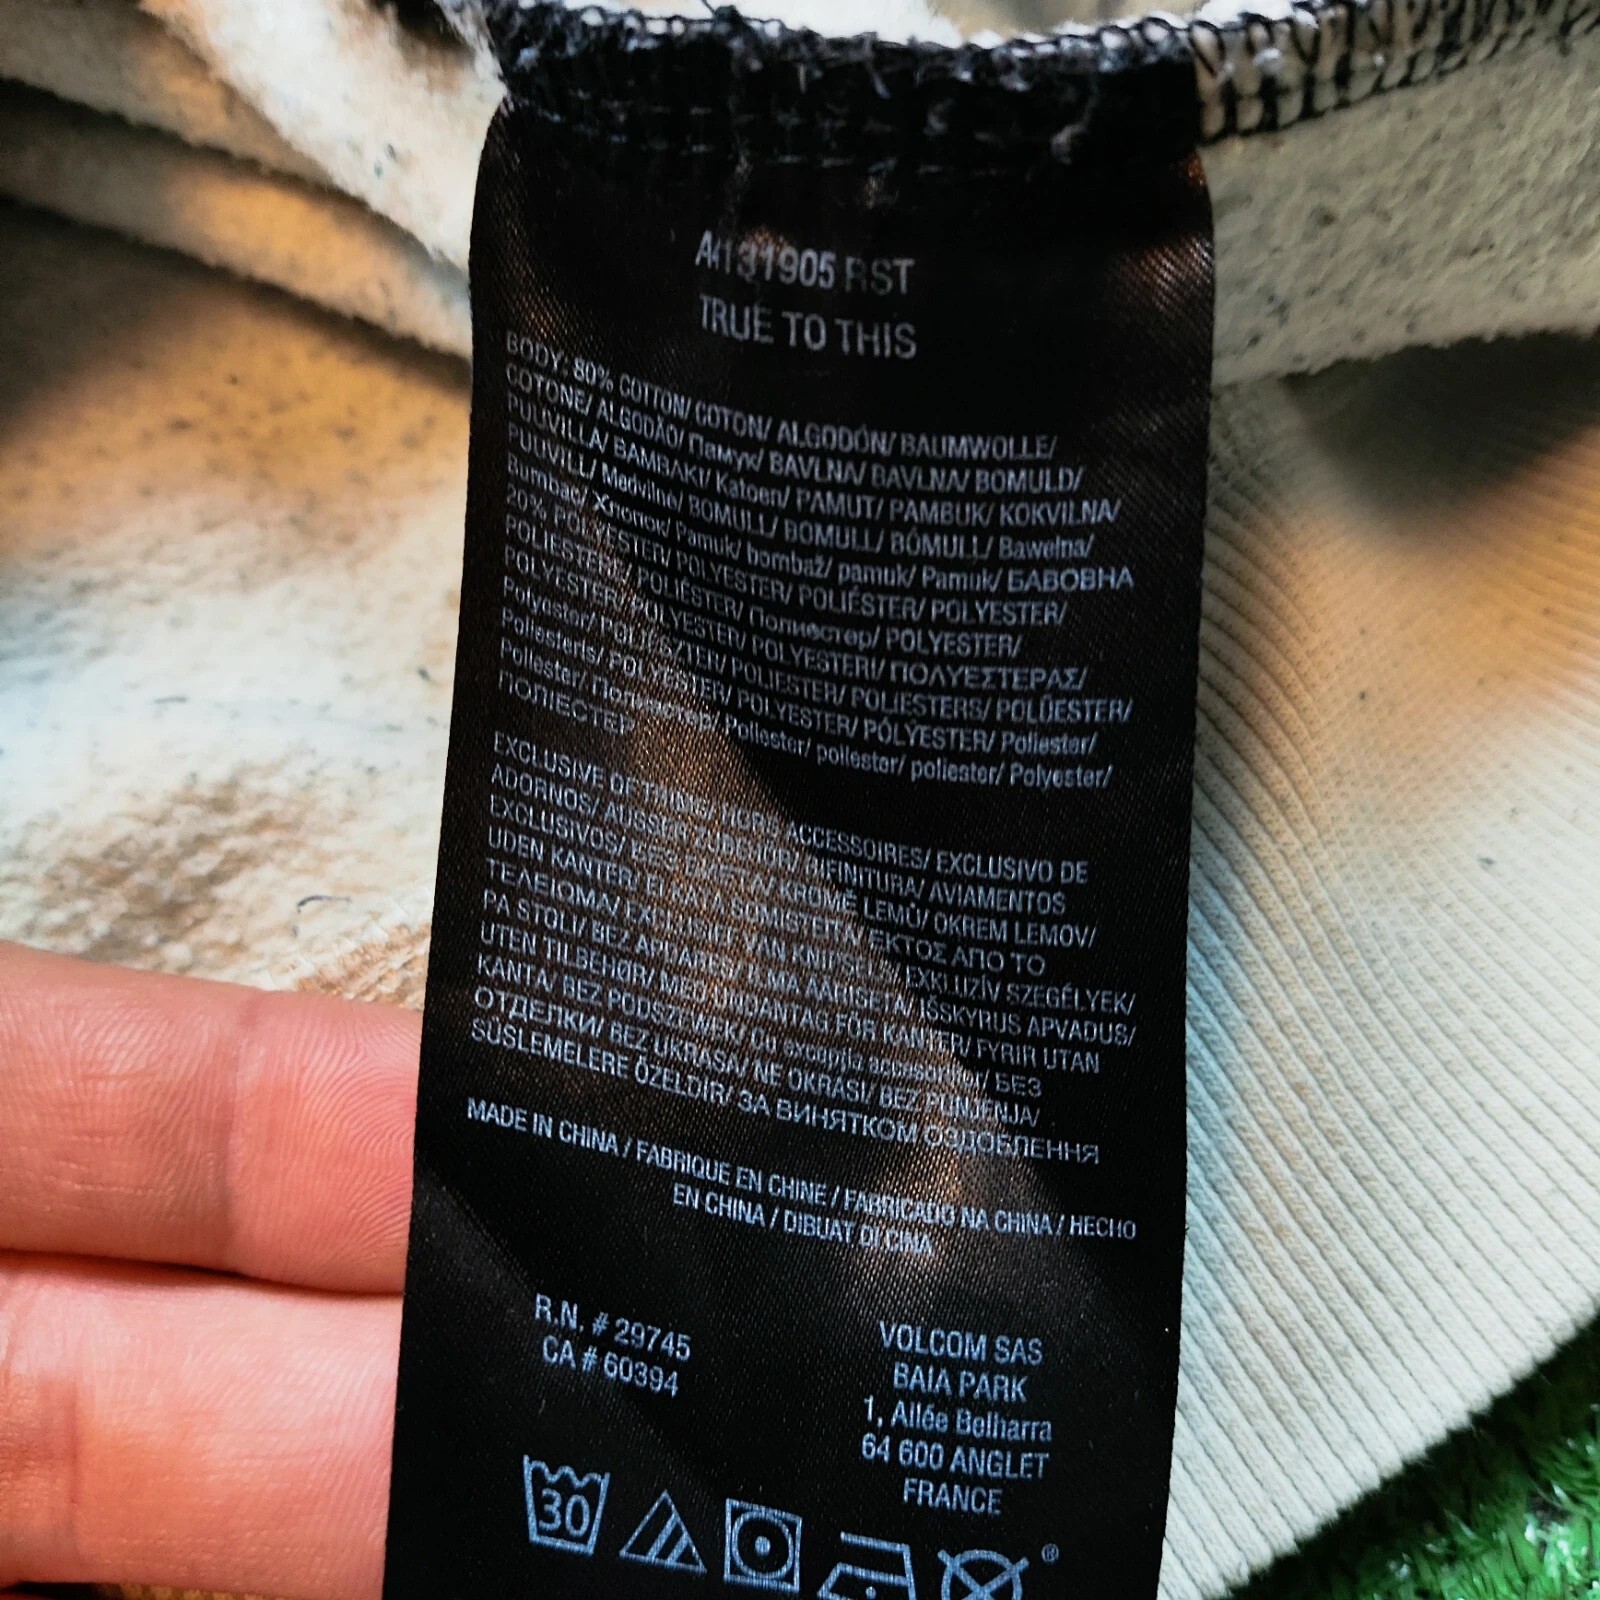 A4131905 RST
TRUE TO THIS
BODY: 80% COTTON/ COTON/ ALGODÓN/ BAUMWOLLE/
COTONE/ ALGODÃO/ Памук/ BAVLNA/ BAVLNA/ BOMULD/
PUUVILLA/ BAMBAKI/ Katoen/ PAMUT/ PAMBUK/ KOKVILNA/
PUUVILL/ Medvilnė/ BOMULL/ BOMULL/ BÓMULL/ Bawełna/
Bumbac/ Хлопок/ Pamuk/ bombaž/ pamuk/ Pamuk/ БАВОВНА
20% POLYESTER/ POLYESTER/ POLIÉSTER/ POLYESTER/
POLIESTERE/ POLIÉSTER/ Полиестер/ POLYESTER/
POLYESTER/ POLYESTER/ POLYESTERI/ ΠΟΛΥΕΣΤΕΡΑΣ/
Polyester/ POLIÉSZTER/ POLIESTER/ POLIESTERS/ POLÜESTER/
Poliesteris/ POLYESTER/ POLYESTER/ PÓLÝESTER/ Poliester/
Poliester/ Полиэстер/ Poliester/ poliester/ poliester/ Polyester/
ПОЛІЕСТЕР
EXCLUSIVE OF TRIMS/ HORS ACCESSOIRES/ EXCLUSIVO DE
ADORNOS/ AUSSER ZUBEHÖR/ RIFINITURA/ AVIAMENTOS
EXCLUSIVOS/ БЕЗ KROMĚ LEMŮ/ OKREM LEMOV/
UDEN KANTER/ SOMISTEITA/ ΕΚΤΟΣ ΑΠΟ ΤΟ
ΤΕΛΕΙΩΜΑ/ EXCLUSIEF VAN KNIPSEL/ EXKLUZÍV SZEGÉLYEK/
PA STOLI/ BEZ APDARES/ ILMA AARISETA/ IŠSKYRUS APVADUS/
UTEN TILBEHØR/ MED UNDANTAG FÖR KANTER/ FYRIR UTAN
KANTA/ BEZ PODSZEWEK/ Cu exceptia accesoriilor/ БЕЗ
ОТДЕЛКИ/ BEZ UKRASA/ NE OKRASI/ BEZ PUNJENJA/
SÜSLEMELERE ÖZELDİR/ ЗА ВИНЯТКОМ ОЗДОБЛЕННЯ
MADE IN CHINA / FABRIQUE EN CHINE / FABRICADO NA CHINA / HECHO
EN CHINA / DIBUAT DI CINA
R.N. # 29745
CA # 60394
VOLCOM SAS
BAIA PARK
1, Allée Belharra
64 600 ANGLET
FRANCE
30
®